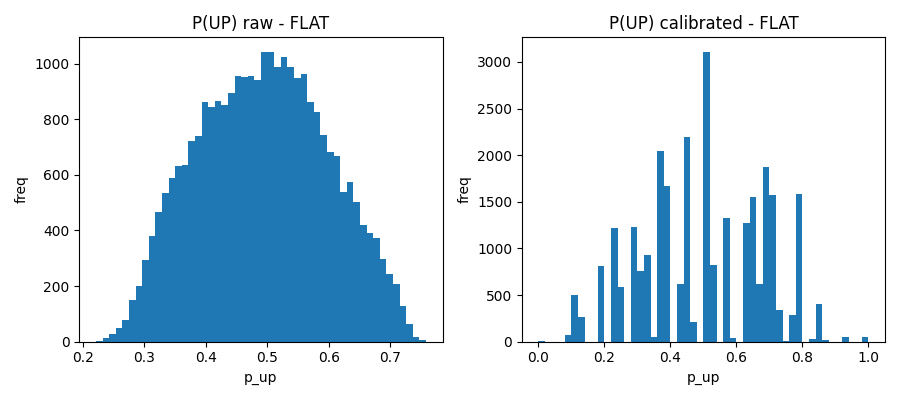 P(UP) raw - FLAT
freq
1000
800
600
400
200
0
0.2 0.3 0.4 0.5 0.6 0.7
p_up
P(UP) calibrated - FLAT
freq
3000
2500
2000
1500
1000
500
0
0.0 0.2 0.4 0.6 0.8 1.0
p_up